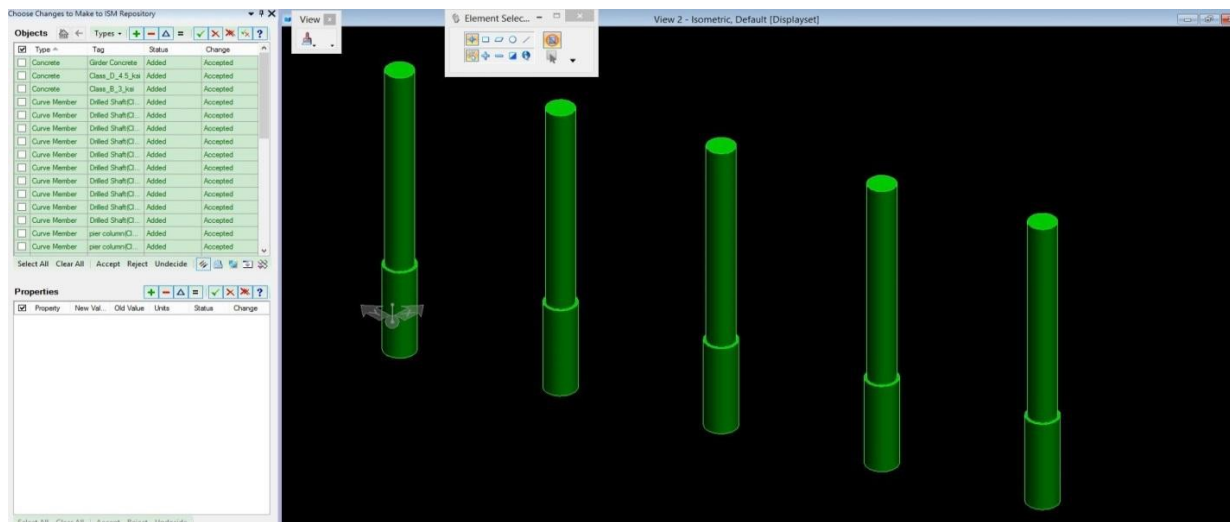 Choose Changes to Make to ISM Repository
Objects Types
Type Tag Status Change
Concrete Girder Concrete Added Accepted
Concrete Class_D_4.5_ksi Added Accepted
Concrete Class_B_3_ksi Added Accepted
Curve Member Drilled Shaft(Cl... Added Accepted
Curve Member Drilled Shaft(Cl... Added Accepted
Curve Member Drilled Shaft(Cl... Added Accepted
Curve Member Drilled Shaft(Cl... Added Accepted
Curve Member Drilled Shaft(Cl... Added Accepted
Curve Member Drilled Shaft(Cl... Added Accepted
Curve Member Drilled Shaft(Cl... Added Accepted
Curve Member Drilled Shaft(Cl... Added Accepted
Curve Member Drilled Shaft(Cl... Added Accepted
Curve Member Drilled Shaft(Cl... Added Accepted
Curve Member pier column(Cl... Added Accepted
Curve Member pier column(Cl... Added Accepted
Select All Clear All Accept Reject Undecide
Properties
Property New Val... Old Value Units Status Change
Select All Clear All Accept Reject Undecide
View
Element Selec...
View 2 - Isometric, Default [Displayset]